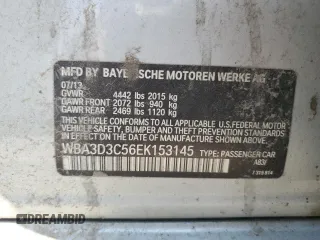 MFD BY BAYERISCHE MOTOREN WERKE AG
07/13
GVWR 4442 lbs 2015 kg
GAWR FRONT 2072 lbs 940 kg
GAWR REAR 2469 lbs 1120 kg
THIS VEHICLE CONFORMS TO ALL APPLICABLE U.S.FEDERAL MOTOR
VEHICLE SAFETY, BUMPER AND THEFT PREVENTION STANDARDS IN
EFFECT ON THE DATE OF MANUFACTURE SHOWN ABOVE.
WBA3D3C56EK153145 TYPE: PASSENGER CAR
DREAMBID